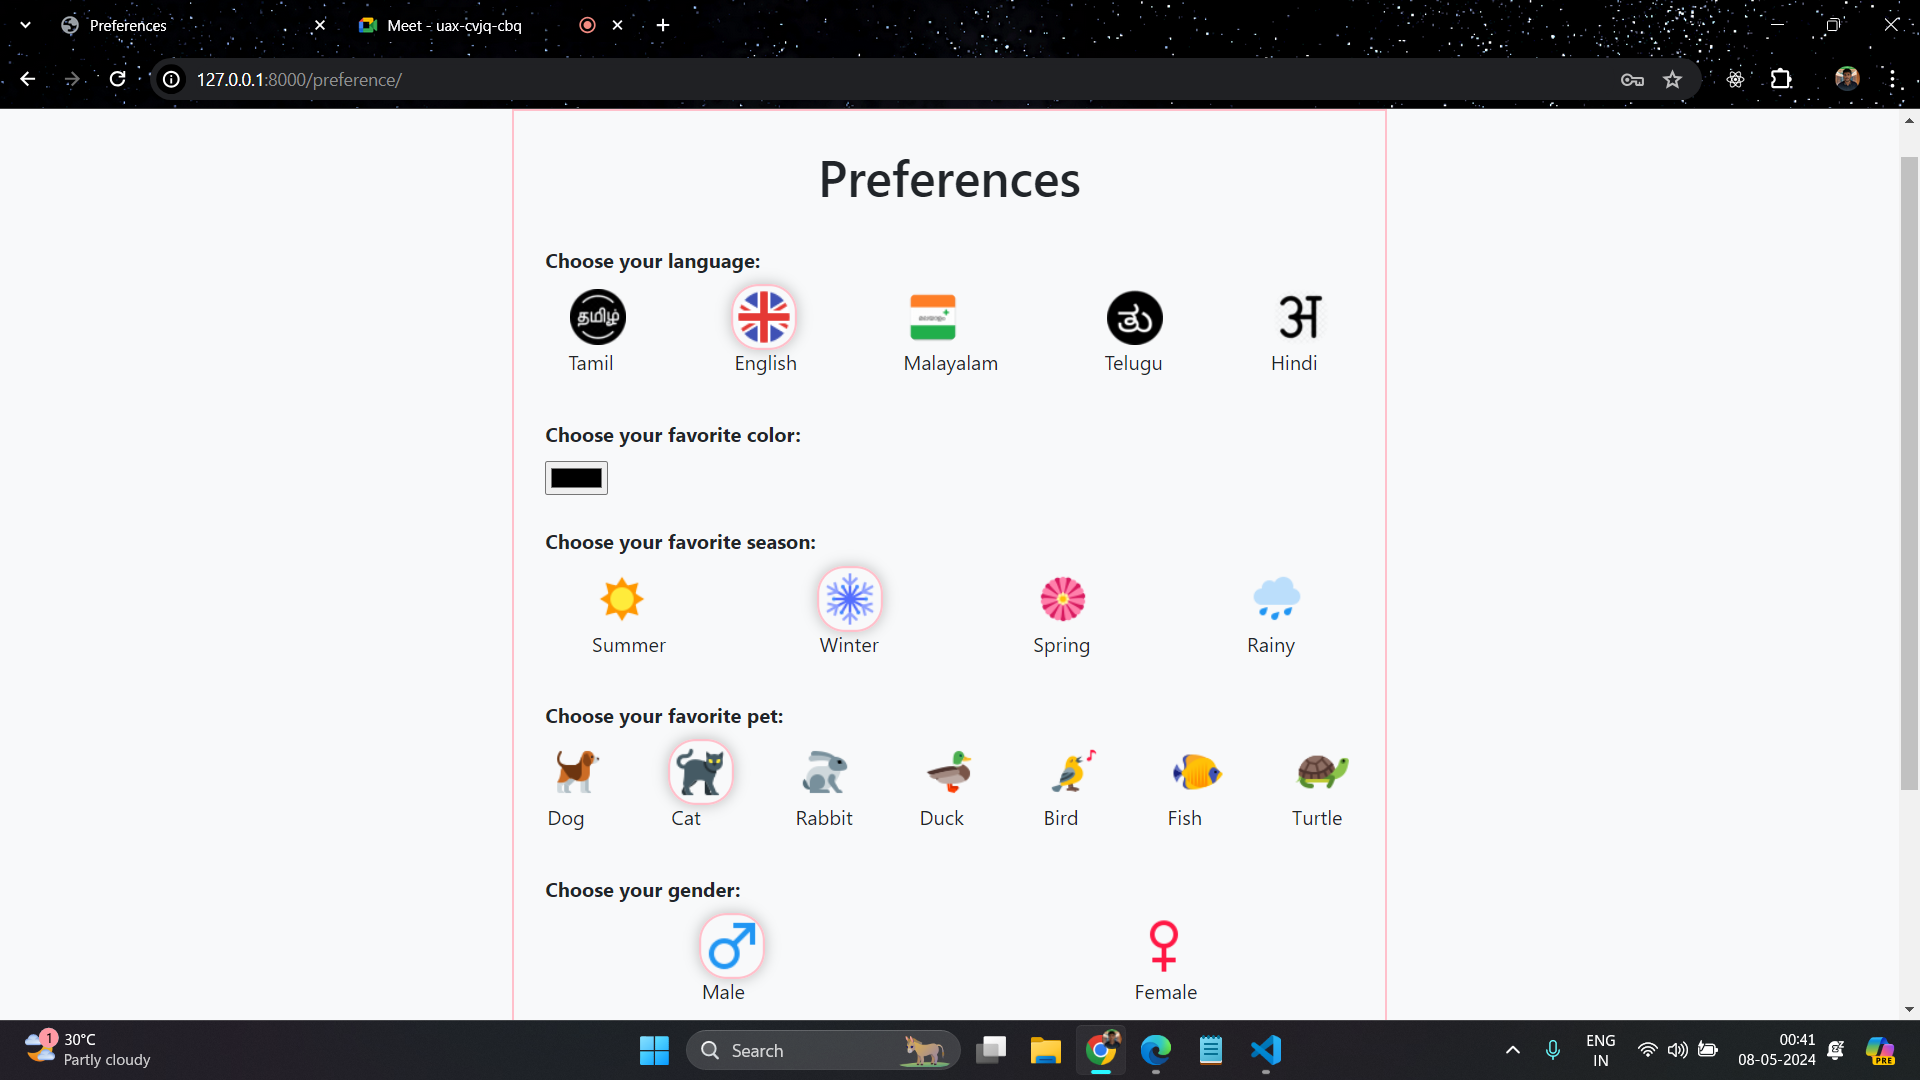 Preferences
Meet - uax-cvjq-cbq
127.0.0.1:8000/preference/
Preferences
Choose your language:
தமிழ்
అ
Tamil English Malayalam Telugu Hindi
Choose your favorite color:
Choose your favorite season:
Summer Winter Spring Rainy
Choose your favorite pet:
Dog Cat Rabbit Duck Bird Fish Turtle
Choose your gender:
Male Female
1
30°C
Partly cloudy
Search
ENG
IN
00:41
08-05-2024
PRE